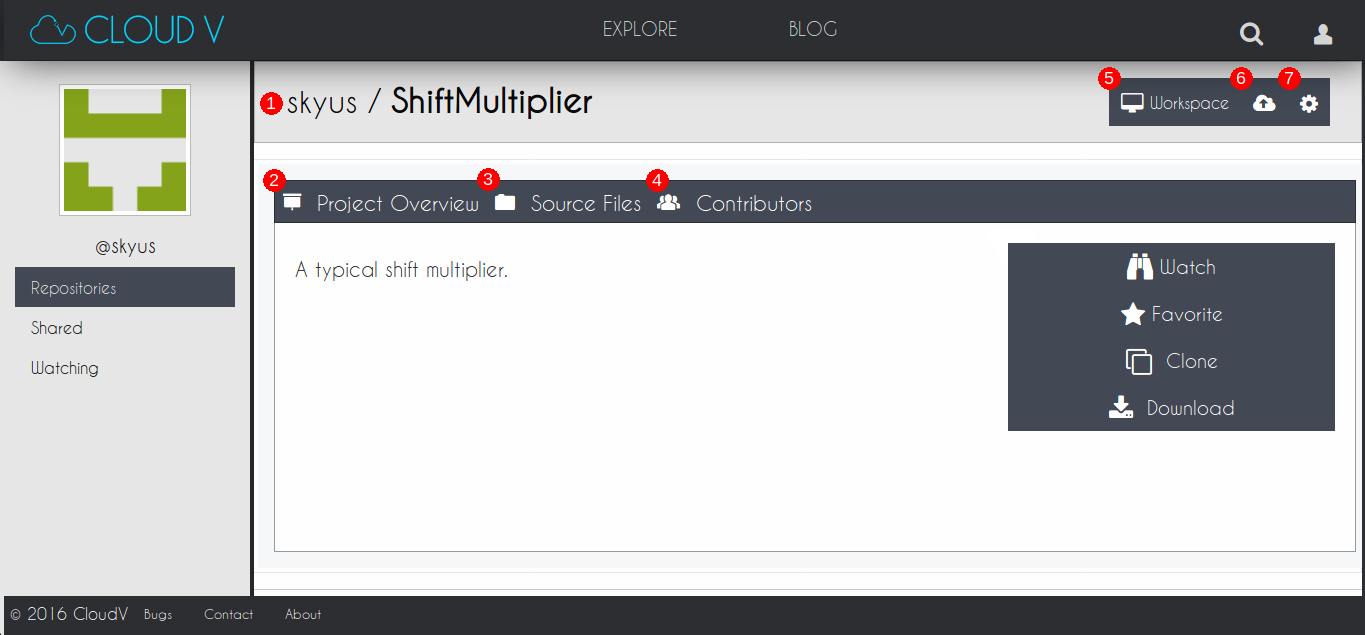 CLOUD V
EXPLORE
BLOG
1 skyus / ShiftMultiplier
5 Workspace 6 7
2 Project Overview 3 Source Files 4 Contributors
@skyus
Repositories
Shared
Watching
A typical shift multiplier.
Watch
Favorite
Clone
Download
© 2016 CloudV Bugs Contact About